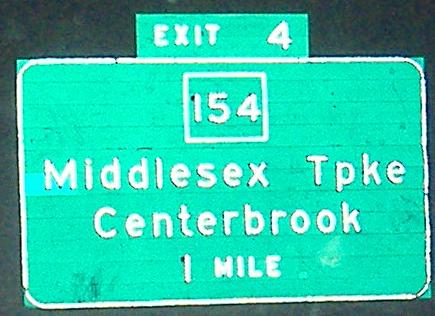 EXIT 4
154
Middlesex Tpke
Centerbrook
1 MILE